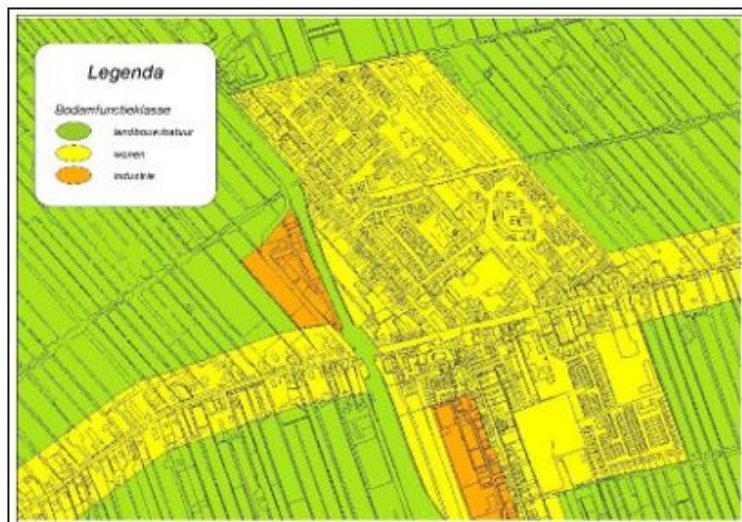 Legenda
Bodemfunctieklasse
landbouw/natuur
wonen
industrie